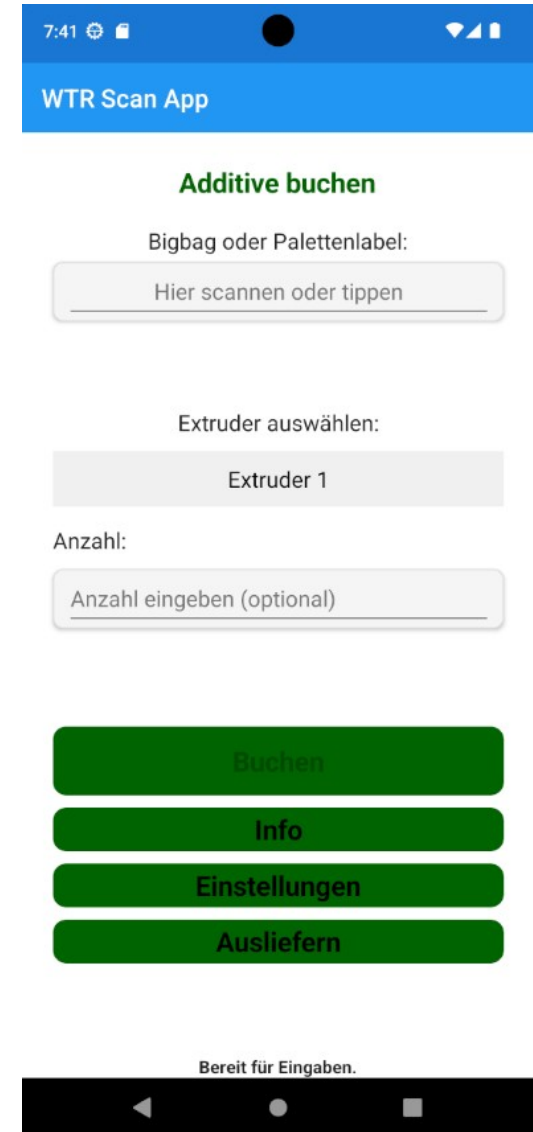 7:41
WTR Scan App
Additive buchen
Bigbag oder Palettenlabel:
Hier scannen oder tippen
Extruder auswählen:
Extruder 1
Anzahl:
Anzahl eingeben (optional)
Buchen
Info
Einstellungen
Ausliefern
Bereit für Eingaben.